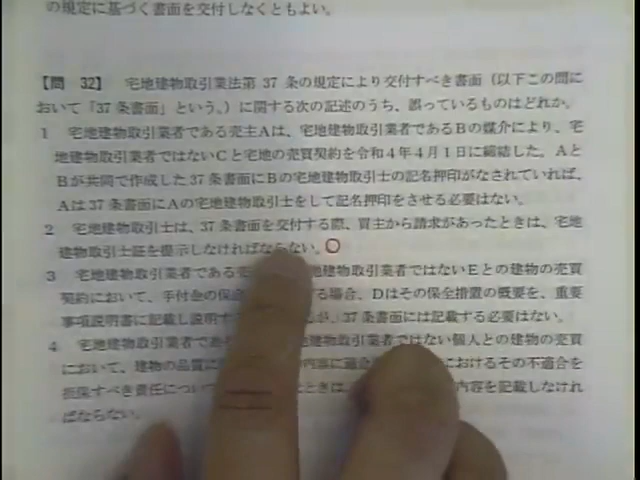 の規定に基づく書面を交付しなくともよい。
【問 32】 宅地建物取引業法第 37 条の規定により交付すべき書面（以下この問に
おいて「37 条書面」という。）に関する次の記述のうち、誤っているものはどれか。
1 宅地建物取引業者である売主Aは、宅地建物取引業者であるBの媒介により、宅
地建物取引業者ではないCと宅地の売買契約を令和4年4月1日に締結した。Aと
Bが共同で作成した 37 条書面にBの宅地建物取引士の記名押印がなされていれば、
Aは 37 条書面にAの宅地建物取引士をして記名押印をさせる必要はない。
2 宅地建物取引士は、37 条書面を交付する際、買主から請求があったときは、宅地
建物取引士証を提示しなければならない。
3 宅地建物取引業者である 地建物取引業者ではないEとの建物の売買
契約において、手付金の保 る場合、Dはその保全措置の概要を、重要
事項説明書に記載し説明 が、37 条書面には記載する必要はない。
4 宅地建物取引業者であ 地建物取引業者ではない個人との建物の売買
において、建物の品質に 内容に適合 におけるその不適合を
担保すべき責任につい ときは、 内容を記載しなけれ
ばならない。